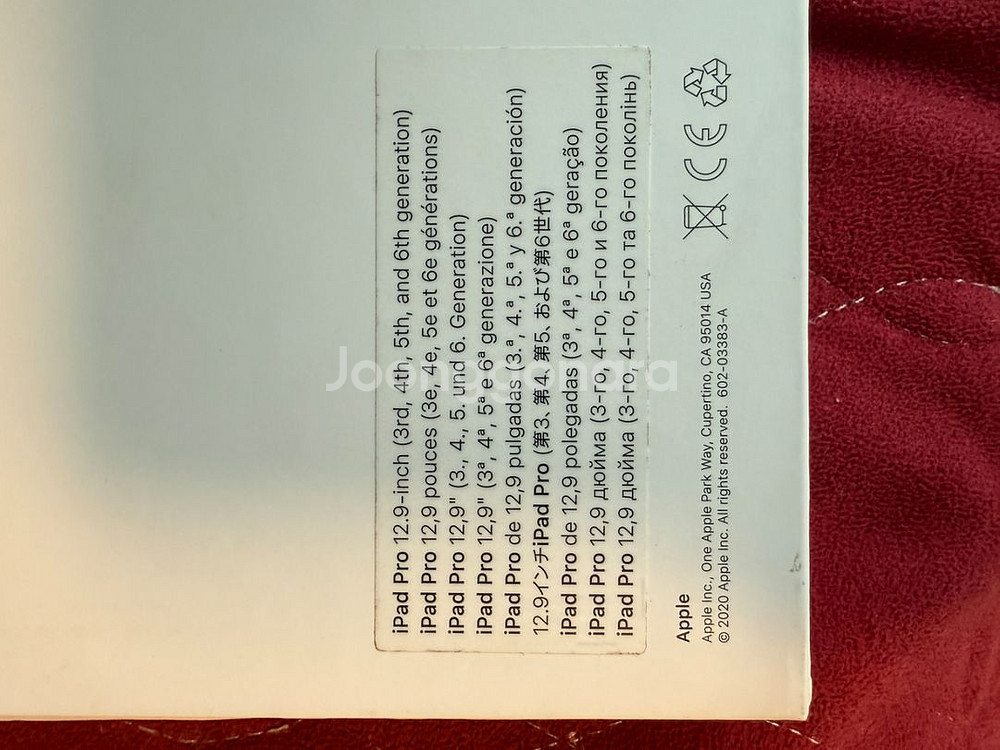 iPad Pro 12.9-inch (3rd, 4th, 5th, and 6th generation)
iPad Pro 12,9 pouces (3e, 4e, 5e et 6e générations)
iPad Pro 12,9" (3., 4., 5. und 6. Generation)
iPad Pro 12,9" (3ª, 4ª, 5ª e 6ª generazione)
iPad Pro de 12,9 pulgadas (3.ª, 4.ª, 5.ª y 6.ª generación)
12.9インチiPad Pro (第3、第4、第5、および第6世代)
iPad Pro de 12,9 polegadas (3ª, 4ª, 5ª e 6ª geração)
iPad Pro 12,9 дюйма (3-го, 4-го, 5-го и 6-го поколения)
iPad Pro 12,9 дюйма (3-го, 4-го, 5-го та 6-го поколінь)
Apple
Apple Inc., One Apple Park Way, Cupertino, CA 95014 USA
© 2020 Apple Inc. All rights reserved. 602-03383-A
CE
Joonggonara